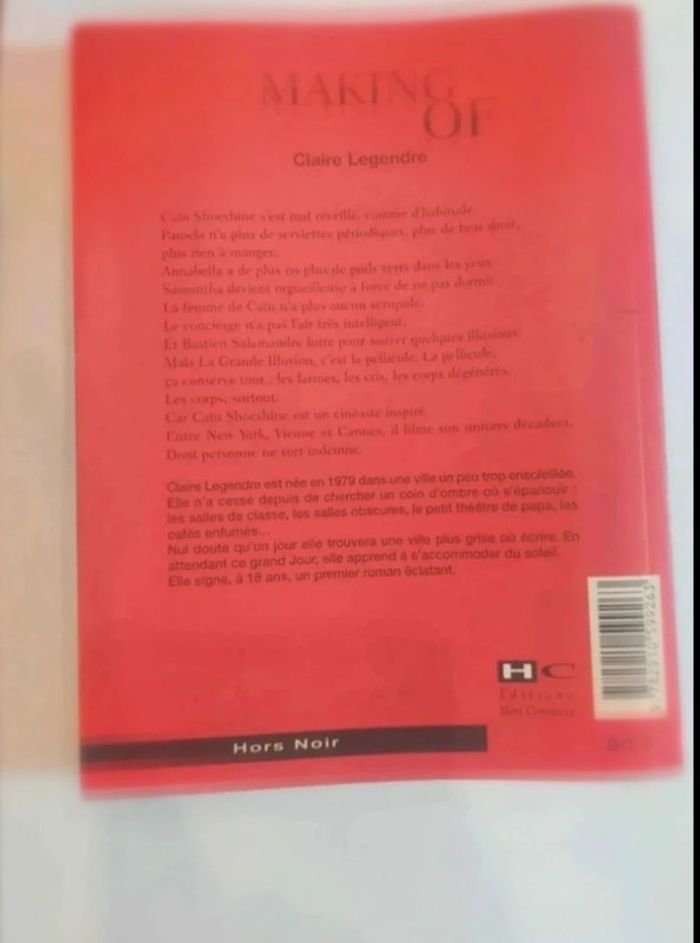 MAKING
OF
Claire Legendre
Caïn Shoeshine s'est mal réveillé, comme d'habitude.
Pamela n'a plus de serviettes périodiques, plus de bras droit,
plus rien à manger.
Annabella a de plus en plus de poils verts dans les yeux.
Samantha devient orgueilleuse à force de ne pas dormir.
La femme de Caïn n'a plus aucun scrupule.
Le concierge n'a pas l'air très intelligent.
Et Bastien Salamandre lutte pour sauver quelques illusions.
Mais La Grande Illusion, c'est la pellicule. La pellicule,
ça conserve tout : les larmes, les cris, les corps dégénérés.
Les corps, surtout.
Car Caïn Shoeshine est un cinéaste inspiré.
Entre New York, Vienne et Cannes, il filme son univers décadent.
Dont personne ne sort indemne.
Claire Legendre est née en 1979 dans une ville un peu trop ensoleillée.
Elle n'a cessé depuis de chercher un coin d'ombre où s'épanouir :
les salles de classe, les salles obscures, le petit théâtre de papa, les
cafés enfumés...
Nul doute qu'un jour elle trouvera une ville plus grise où écrire. En
attendant ce grand Jour, elle apprend à s'accommoder du soleil.
Elle signe, à 18 ans, un premier roman éclatant.
HC
Editions
Hors Commerce
9 782910 599263
Hors Noir